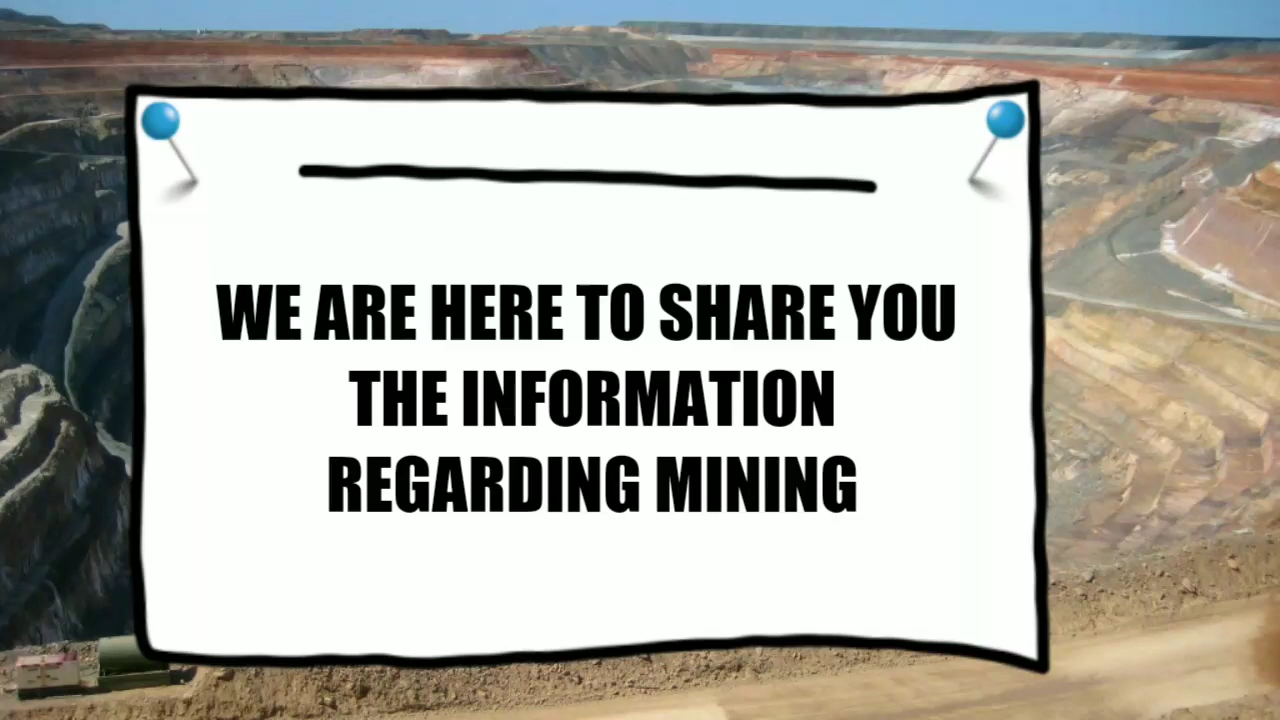 WE ARE HERE TO SHARE YOU
THE INFORMATION
REGARDING MINING